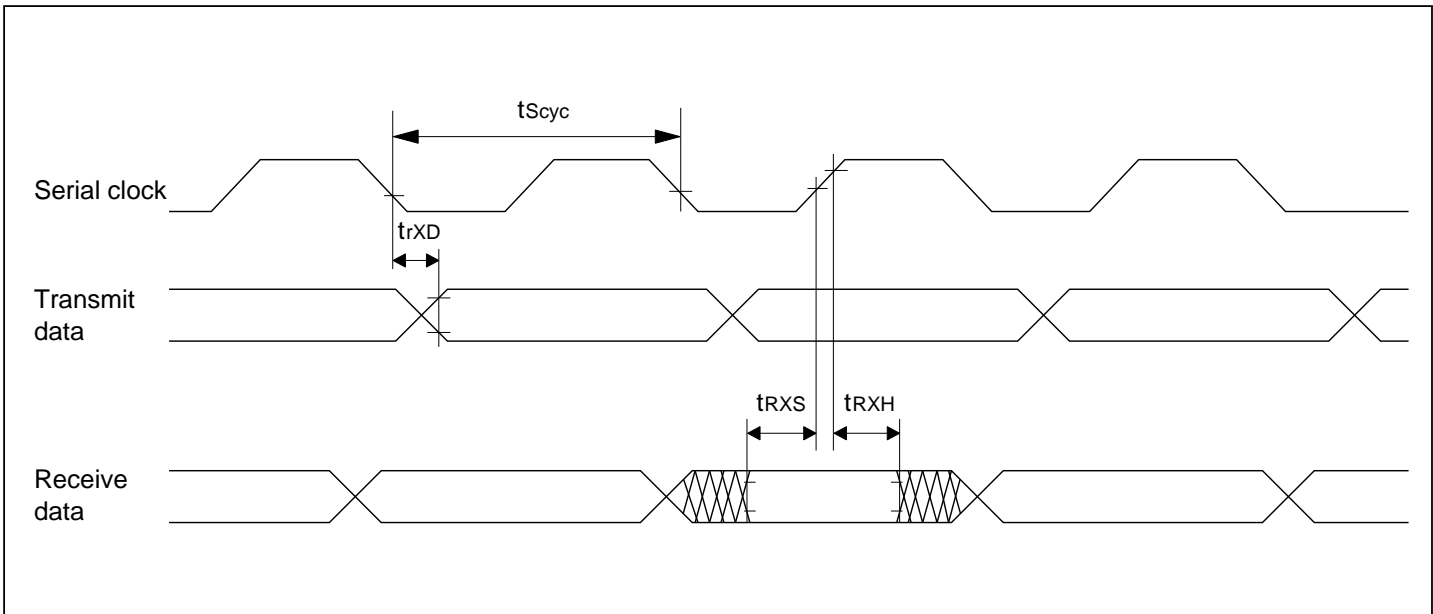 tScyc
Serial clock
trXD
Transmit
data
tRXS
tRXH
Receive
data